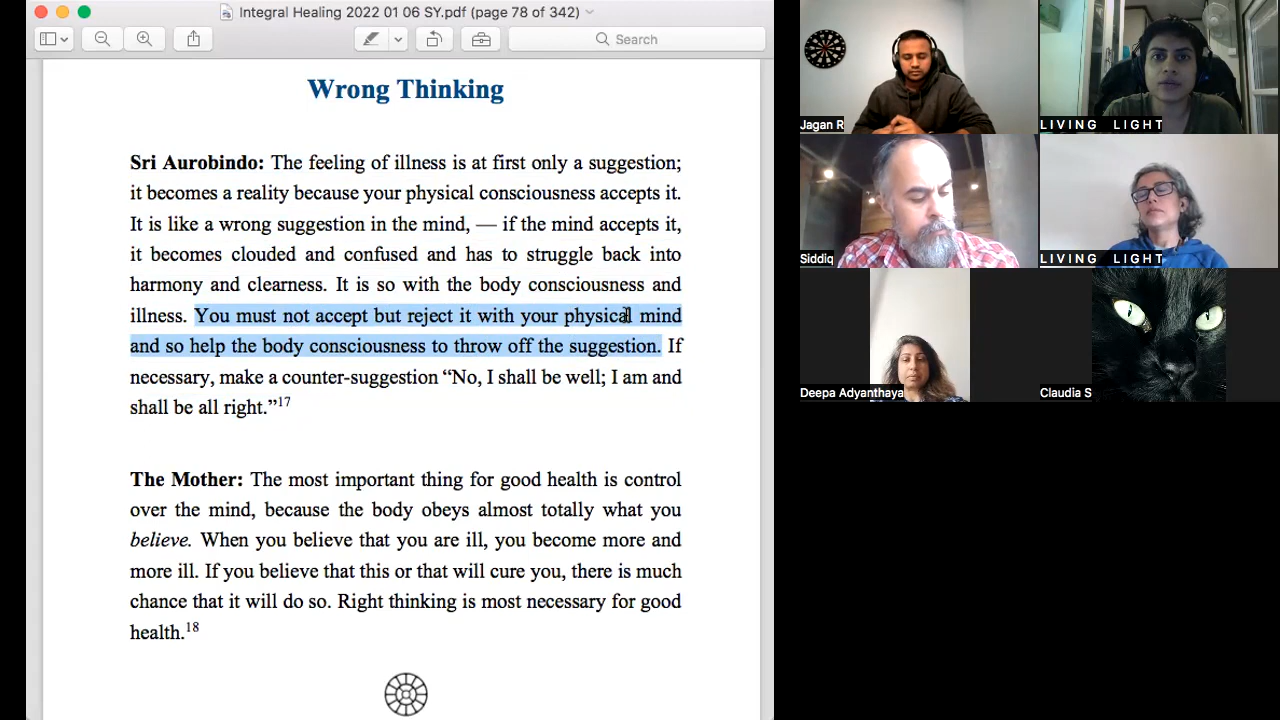 Integral Healing 2022 01 06 SY.pdf (page 78 of 342)
Search
Wrong Thinking
Sri Aurobindo: The feeling of illness is at first only a suggestion;
it becomes a reality because your physical consciousness accepts it.
It is like a wrong suggestion in the mind, — if the mind accepts it,
it becomes clouded and confused and has to struggle back into
harmony and clearness. It is so with the body consciousness and
illness. You must not accept but reject it with your physical mind
and so help the body consciousness to throw off the suggestion. If
necessary, make a counter-suggestion “No, I shall be well; I am and
shall be all right.”17
The Mother: The most important thing for good health is control
over the mind, because the body obeys almost totally what you
believe. When you believe that you are ill, you become more and
more ill. If you believe that this or that will cure you, there is much
chance that it will do so. Right thinking is most necessary for good
health.18
Jagan R
LIVING LIGHT
Siddiq
LIVING LIGHT
Deepa Adyanthaya
Claudia S